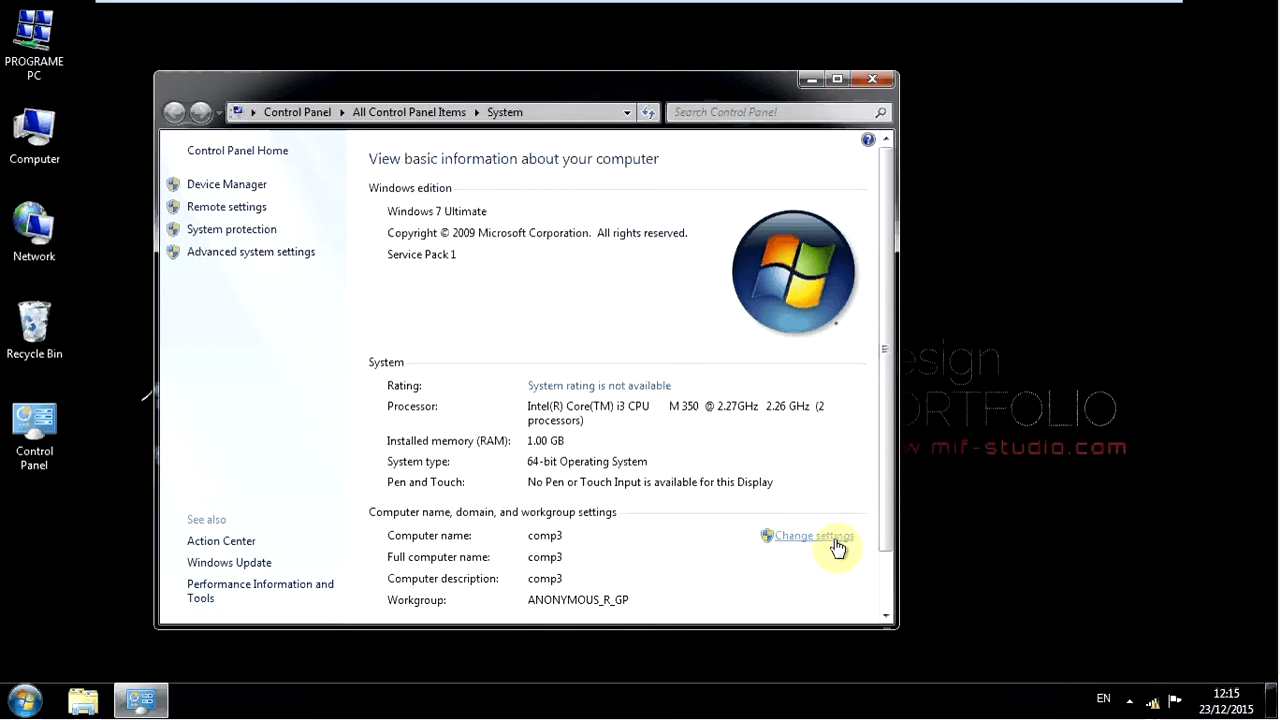 PROGRAME
PC
Computer
Network
Recycle Bin
Control
Panel
Control Panel
All Control Panel Items
System
Search Control Panel
Control Panel Home
Device Manager
Remote settings
System protection
Advanced system settings
See also
Action Center
Windows Update
Performance Information and
Tools
View basic information about your computer
Windows edition
Windows 7 Ultimate
Copyright © 2009 Microsoft Corporation. All rights reserved.
Service Pack 1
System
Rating: System rating is not available
Processor: Intel(R) Core(TM) i3 CPU M 350 @ 2.27GHz 2.26 GHz (2
processors)
Installed memory (RAM): 1.00 GB
System type: 64-bit Operating System
Pen and Touch: No Pen or Touch Input is available for this Display
Computer name, domain, and workgroup settings
Computer name: comp3 Change settings
Full computer name: comp3
Computer description: comp3
Workgroup: ANONYMOUS_R_GP
esign
ORTFOLIO
w mif-studio.com
EN
12:15
23/12/2015